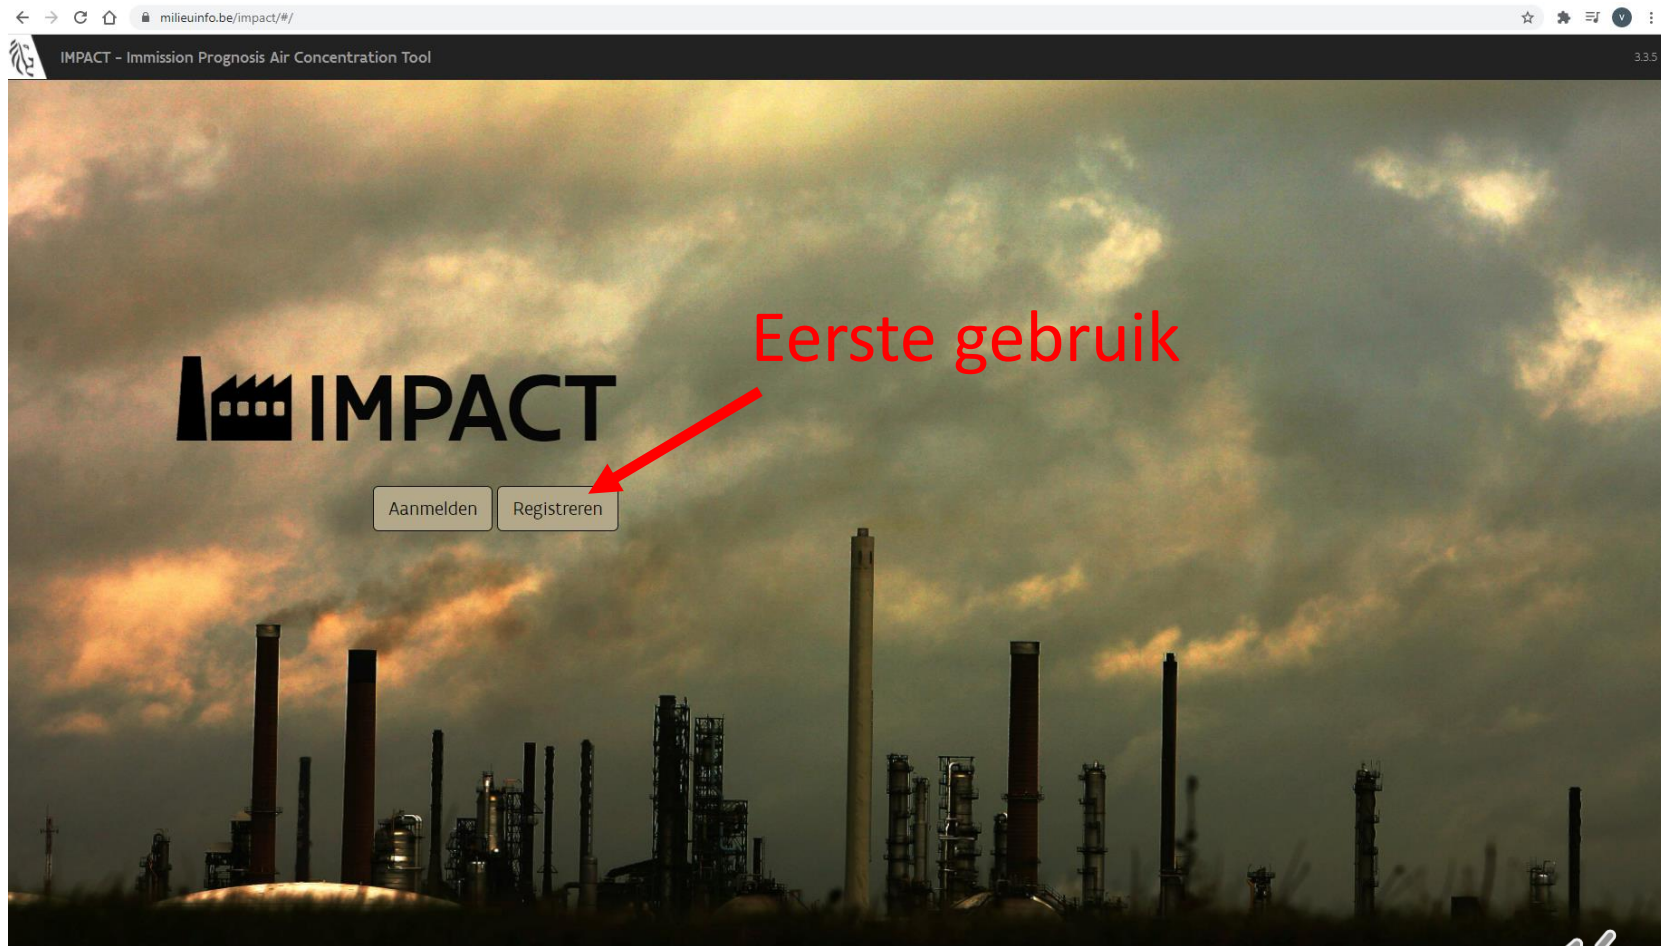 milieuinfo.be/impact/#/
V
IMPACT - Immission Prognosis Air Concentration Tool
3.3.5
Eerste gebruik
IMPACT
Aanmelden
Registreren